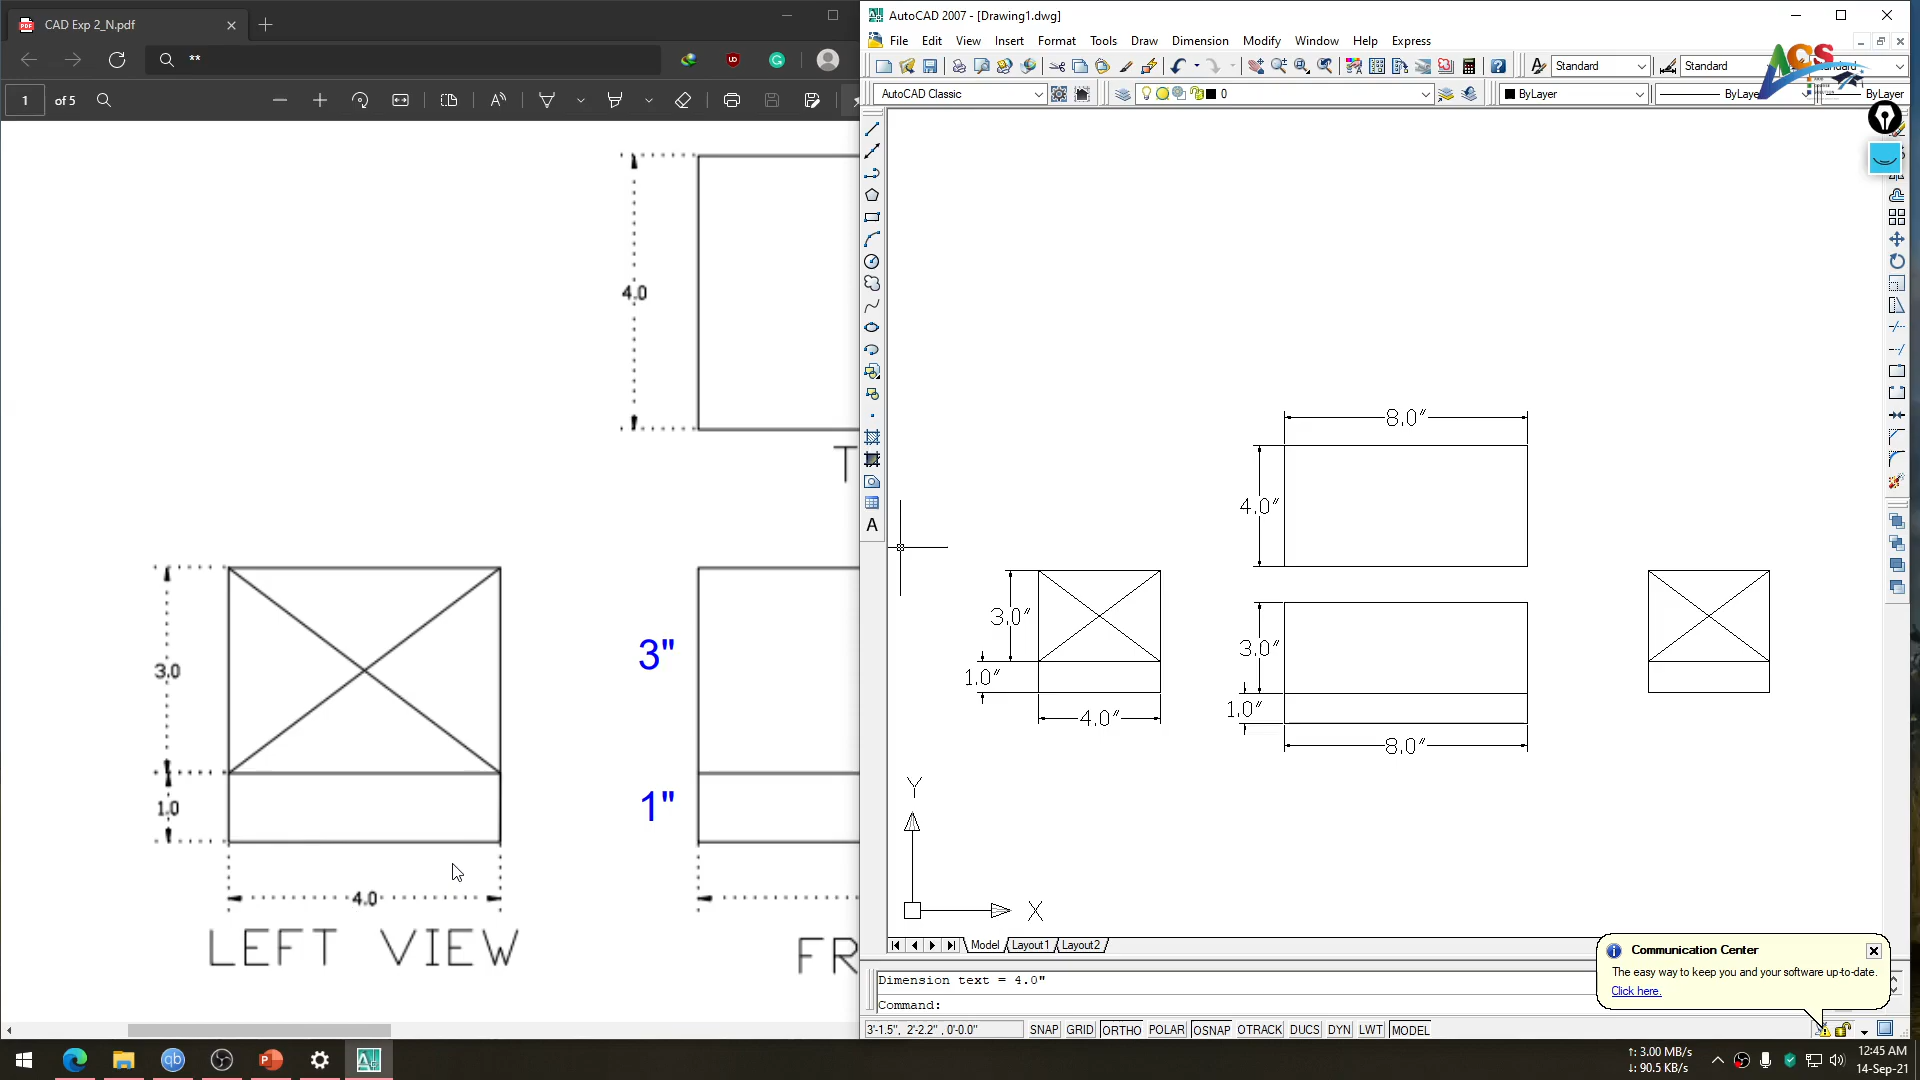 CAD Exp 2_N.pdf
**
1
of 5
4.0
T
3.0
1.0
4.0
LEFT VIEW
3"
1"
FR
AutoCAD 2007 - [Drawing1.dwg]
File Edit View Insert Format Tools Draw Dimension Modify Window Help Express
Standard
Standard
AutoCAD Classic
0
ByLayer
ByLaye
ByLayer
8.0"
4.0"
3.0"
1.0"
4.0"
3.0"
1.0"
8.0"
Y
X
Model Layout1 Layout2
Communication Center
The easy way to keep you and your software up-to-date.
Click here.
Dimension text = 4.0"
Command:
3'-1.5", 2'-2.2" , 0'-0.0"
SNAP GRID ORTHO POLAR OSNAP OTRACK DUCS DYN LWT MODEL
↑: 3.00 MB/s
↓: 90.5 KB/s
12:45 AM
14-Sep-21